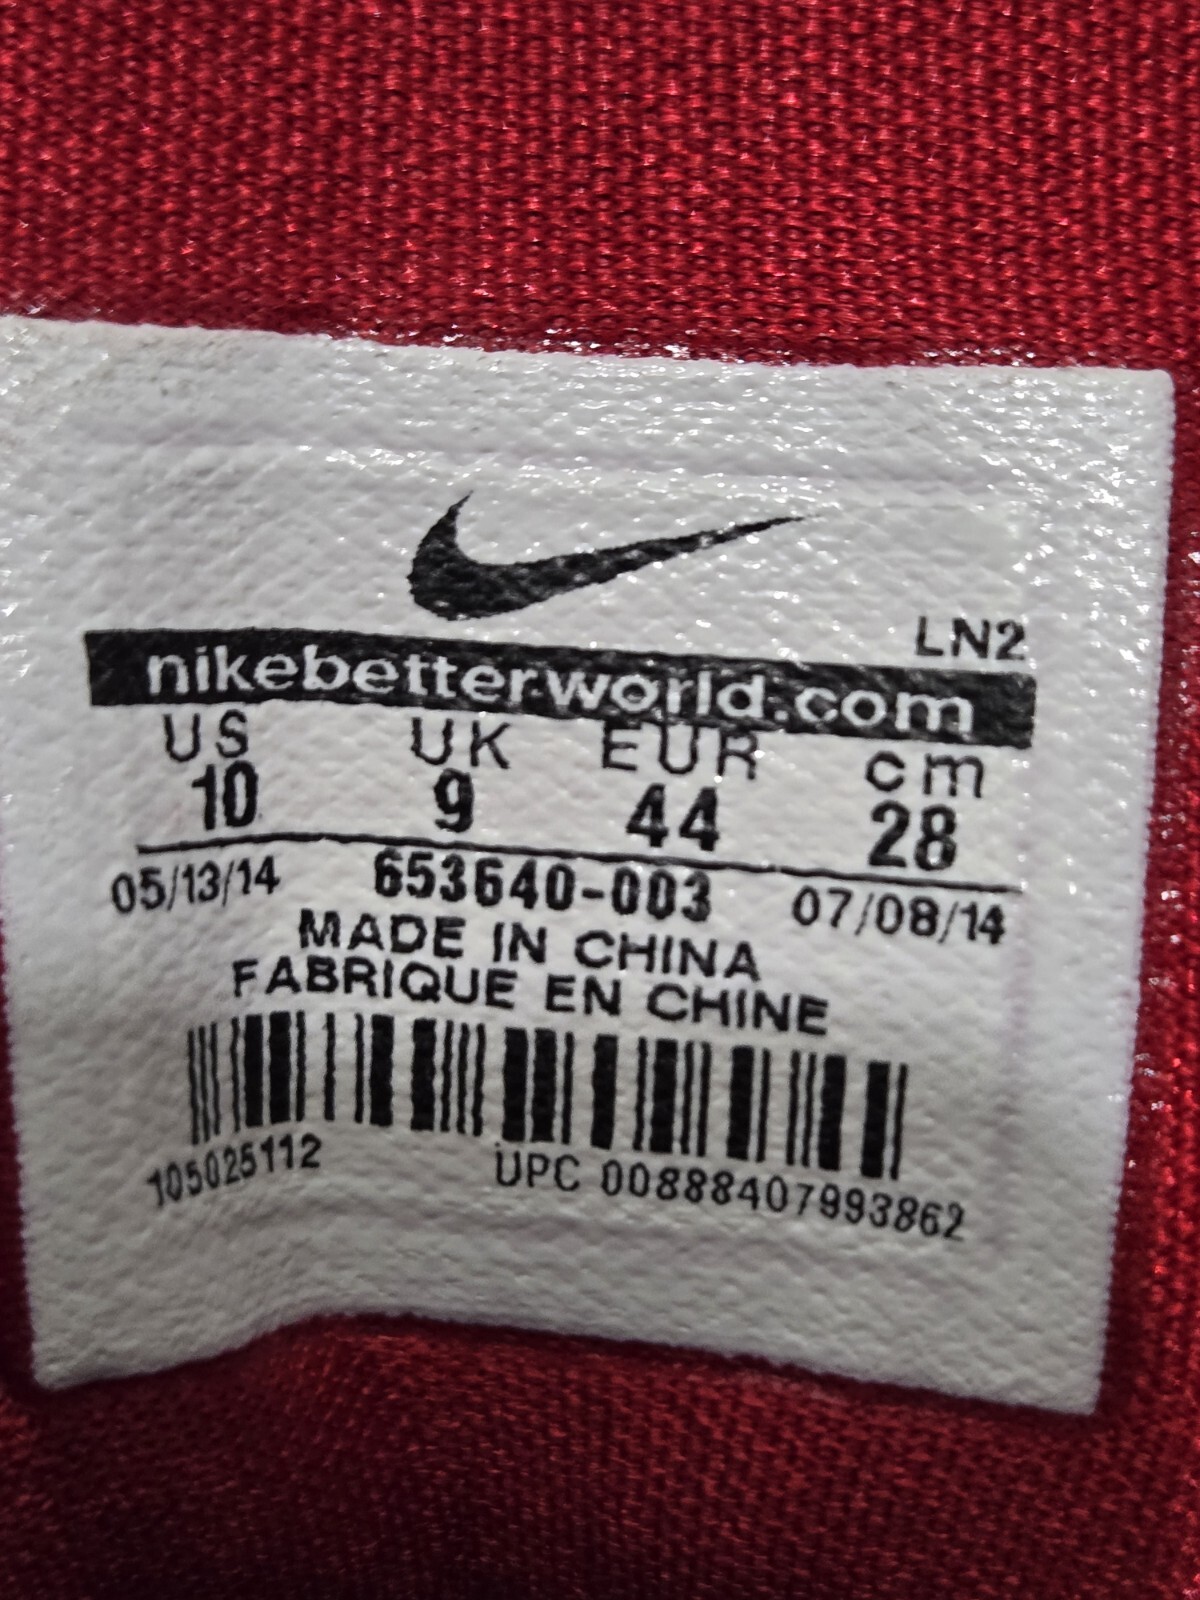 LN2
nikebetterworld.com
US UK EUR cm
10 9 44 28
05/13/14 653640-003 07/08/14
MADE IN CHINA
FABRIQUE EN CHINE
105025112 UPC 00888407993862